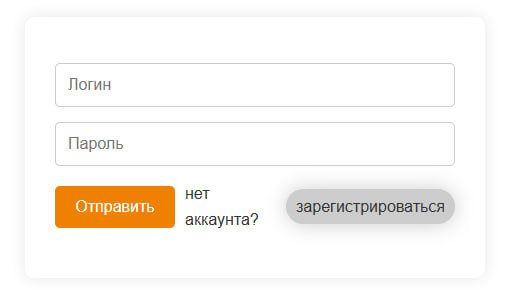 Логин
Пароль
Отправить
нет
аккаунта?
зарегистрироваться